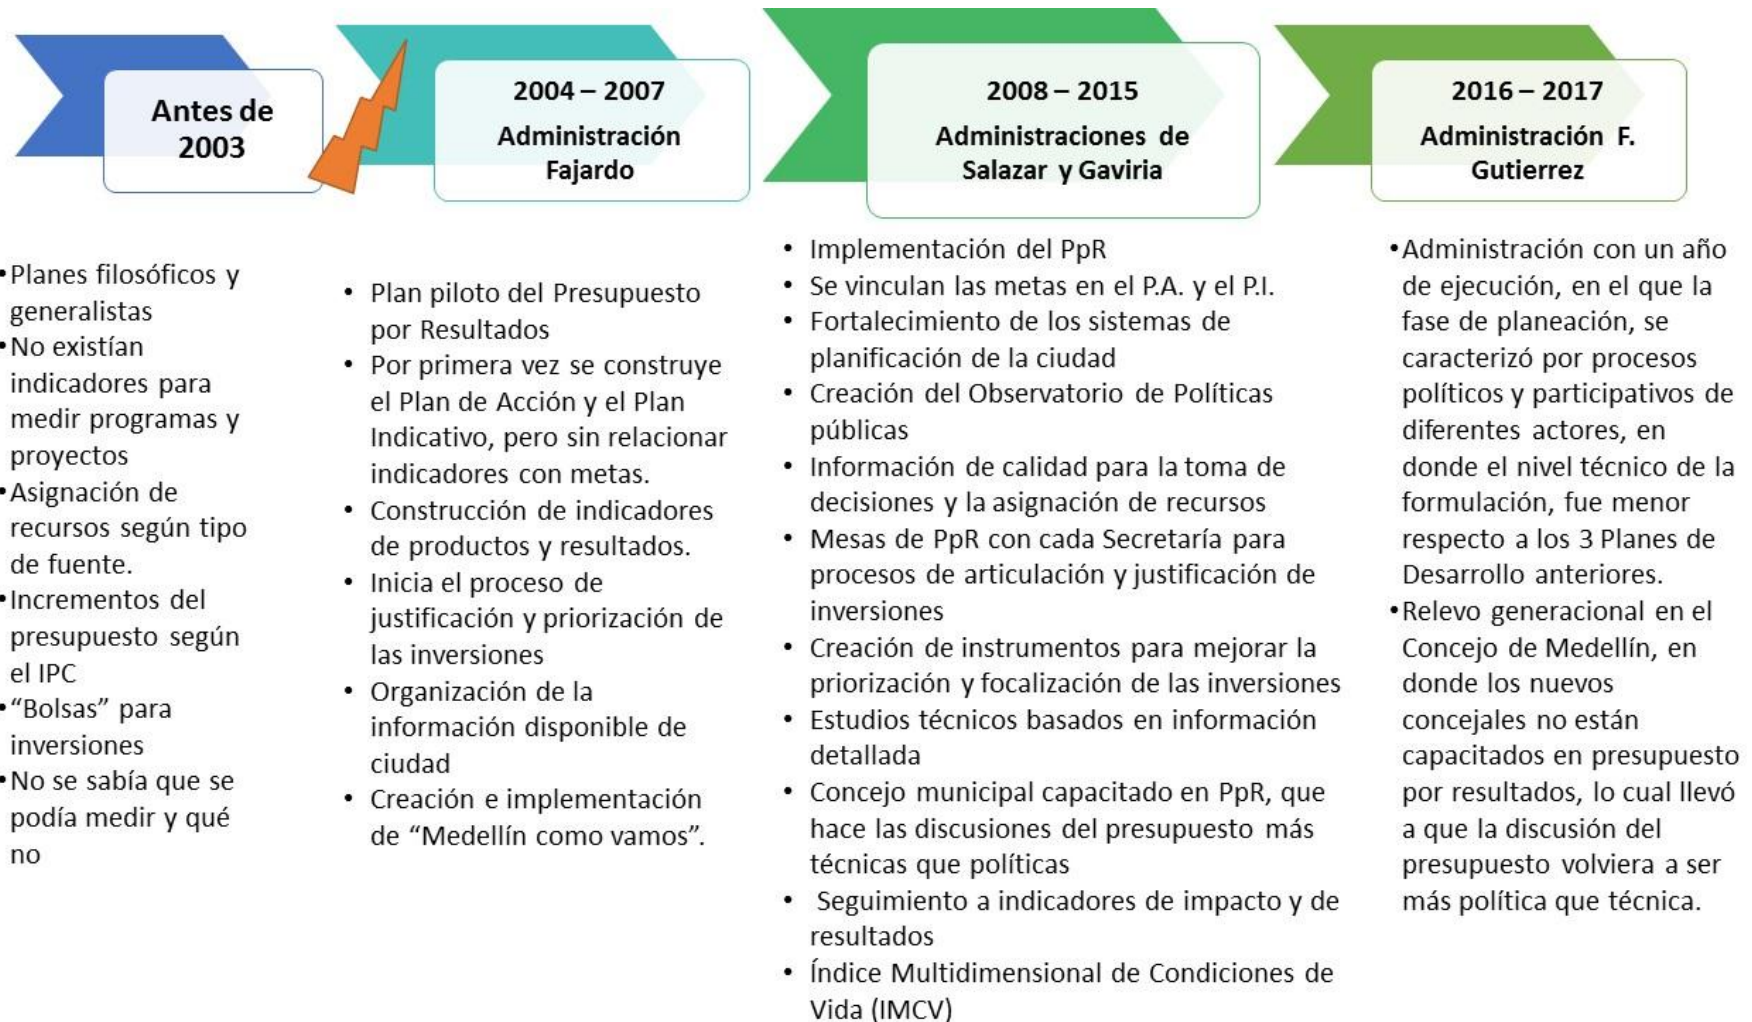 Antes de
2003
2004 – 2007
Administración
Fajardo
2008 – 2015
Administraciones de
Salazar y Gaviria
2016 – 2017
Administración F.
Gutierrez
•Planes filosóficos y
generalistas
•No existían
indicadores para
medir programas y
proyectos
•Asignación de
recursos según tipo
de fuente.
•Incrementos del
presupuesto según
el IPC
•“Bolsas” para
inversiones
•No se sabía que se
podía medir y qué
no
• Plan piloto del Presupuesto
por Resultados
• Por primera vez se construye
el Plan de Acción y el Plan
Indicativo, pero sin relacionar
indicadores con metas.
• Construcción de indicadores
de productos y resultados.
• Inicia el proceso de
justificación y priorización de
las inversiones
• Organización de la
información disponible de
ciudad
• Creación e implementación
de “Medellín como vamos”.
• Implementación del PpR
• Se vinculan las metas en el P.A. y el P.I.
• Fortalecimiento de los sistemas de
planificación de la ciudad
• Creación del Observatorio de Políticas
públicas
• Información de calidad para la toma de
decisiones y la asignación de recursos
• Mesas de PpR con cada Secretaría para
procesos de articulación y justificación de
inversiones
• Creación de instrumentos para mejorar la
priorización y focalización de las inversiones
• Estudios técnicos basados en información
detallada
• Concejo municipal capacitado en PpR, que
hace las discusiones del presupuesto más
técnicas que políticas
• Seguimiento a indicadores de impacto y de
resultados
• Índice Multidimensional de Condiciones de
Vida (IMCV)
•Administración con un año
de ejecución, en el que la
fase de planeación, se
caracterizó por procesos
políticos y participativos de
diferentes actores, en
donde el nivel técnico de la
formulación, fue menor
respecto a los 3 Planes de
Desarrollo anteriores.
•Relevo generacional en el
Concejo de Medellín, en
donde los nuevos
concejales no están
capacitados en presupuesto
por resultados, lo cual llevó
a que la discusión del
presupuesto volviera a ser
más política que técnica.